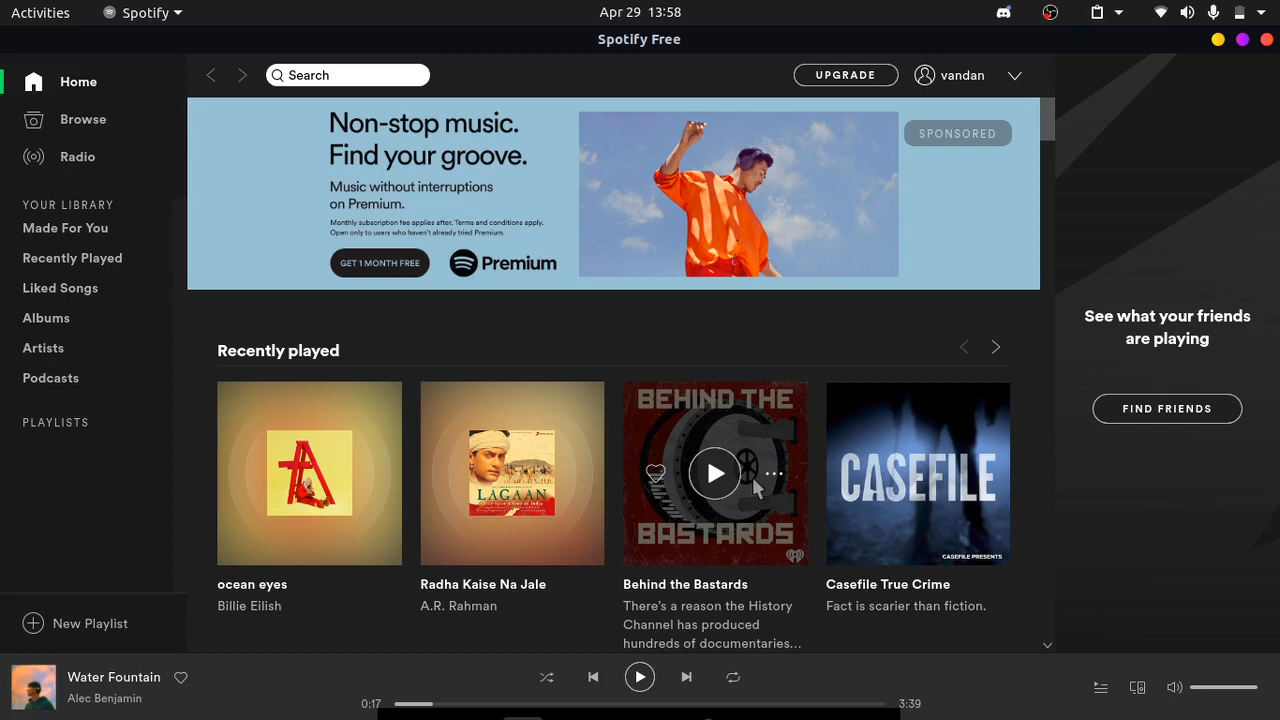 Activities
Spotify
Apr 29 13:58
Spotify Free
Home
Browse
Radio
YOUR LIBRARY
Made For You
Recently Played
Liked Songs
Albums
Artists
Podcasts
PLAYLISTS
New Playlist
Search
UPGRADE
vandan
Non-stop music.
Find your groove.
Music without interruptions
on Premium.
Monthly subscription fee applies after. Terms and conditions apply.
Open only to users who haven't already tried Premium.
GET 1 MONTH FREE
Premium
SPONSORED
Recently played
LAGAAN
BEHIND THE
BASTARDS
CASEFILE
CASEFILE PRESENTS
ocean eyes
Billie Eilish
Radha Kaise Na Jale
A.R. Rahman
Behind the Bastards
There's a reason the History
Channel has produced
hundreds of documentaries...
Casefile True Crime
Fact is scarier than fiction.
See what your friends
are playing
FIND FRIENDS
Water Fountain
Alec Benjamin
0:17
3:39